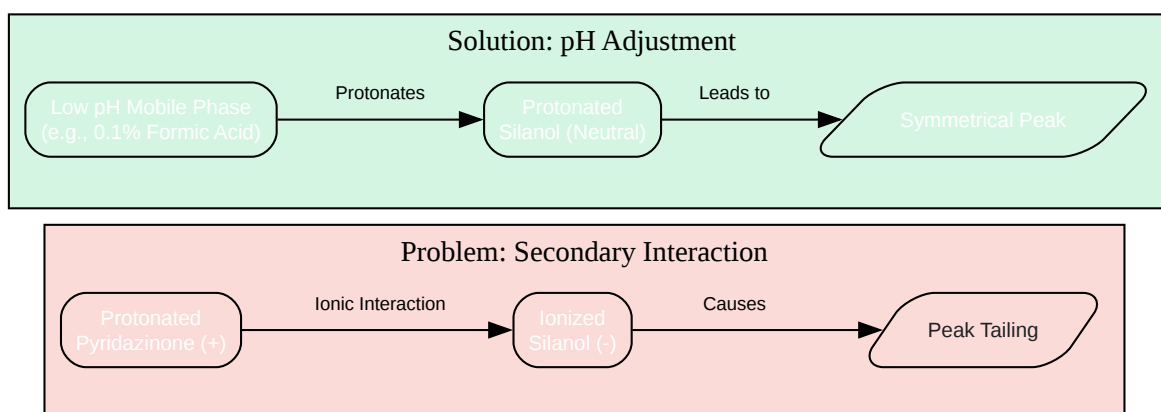 Solution: pH Adjustment
Low pH Mobile Phase
(e.g., 0.1% Formic Acid)
Protonates
Protonated
Silanol (Neutral)
Leads to
Symmetrical Peak
Problem: Secondary Interaction
Protonated
Pyridazinone (+)
Ionic Interaction
Ionized
Silanol (-)
Causes
Peak Tailing